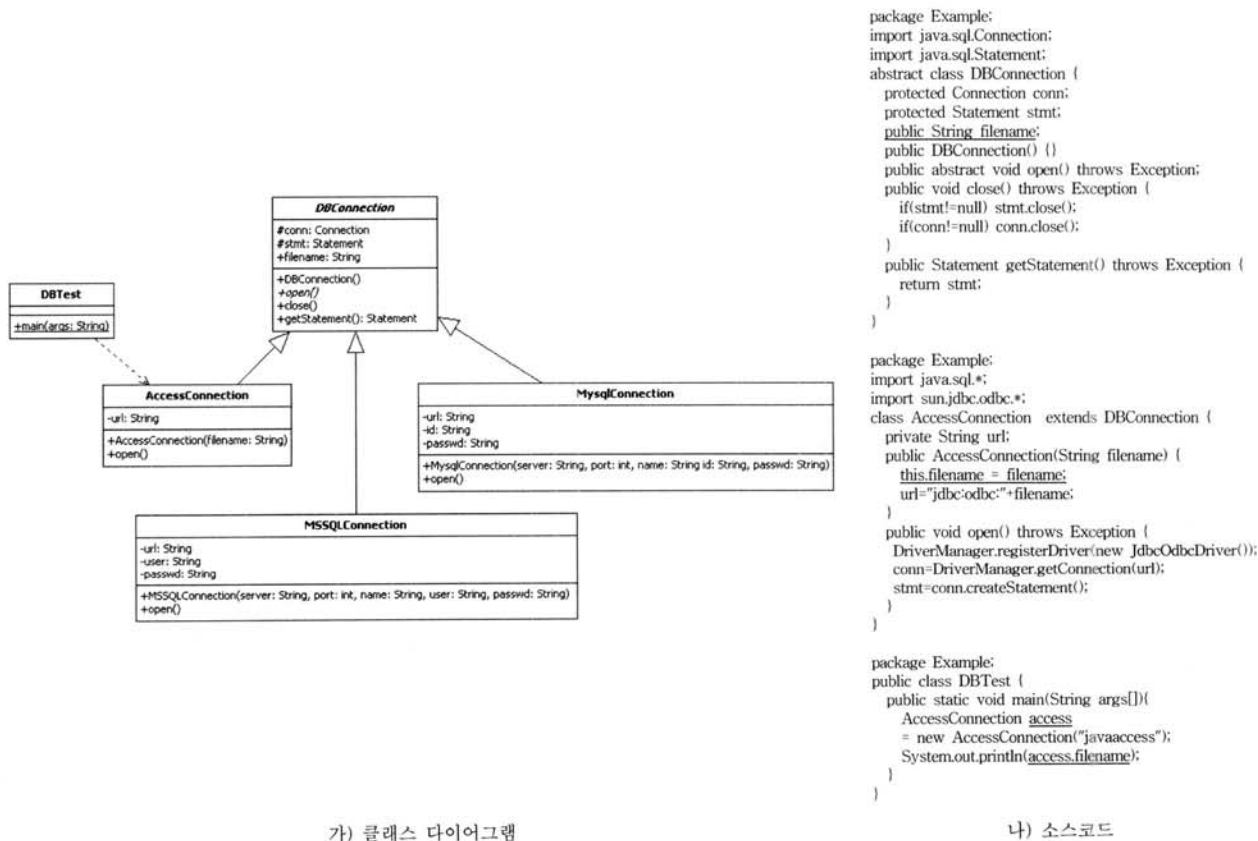 DBConnection
#conn: Connection
#stmt: Statement
+filename: String
+DBConnection()
+open()
+close()
+getStatement(): Statement
DBTest
+main(args: String)
AccessConnection
-url: String
+AccessConnection(filename: String)
+open()
MysqlConnection
-url: String
-id: String
-passwd: String
+MysqlConnection(server: String, port: int, name: String id: String, passwd: String)
+open()
MSSQLConnection
-url: String
-user: String
-passwd: String
+MSSQLConnection(server: String, port: int, name: String, user: String, passwd: String)
+open()
가) 클래스 다이어그램
package Example;
import java.sql.Connection;
import java.sql.Statement;
abstract class DBConnection {
protected Connection conn;
protected Statement stmt;
public String filename;
public DBConnection() {}
public abstract void open() throws Exception;
public void close() throws Exception {
if(stmt!=null) stmt.close();
if(conn!=null) conn.close();
}
public Statement getStatement() throws Exception {
return stmt;
}
}
package Example;
import java.sql.*;
import sun.jdbc.odbc.*;
class AccessConnection extends DBConnection {
private String url;
public AccessConnection(String filename) {
this.filename = filename;
url="jdbc:odbc:"+filename;
}
public void open() throws Exception {
DriverManager.registerDriver(new JdbcOdbcDriver());
conn=DriverManager.getConnection(url);
stmt=conn.createStatement();
}
}
package Example;
public class DBTest {
public static void main(String args[]){
AccessConnection access
= new AccessConnection("javaaccess");
System.out.println(access.filename);
}
}
나) 소스코드